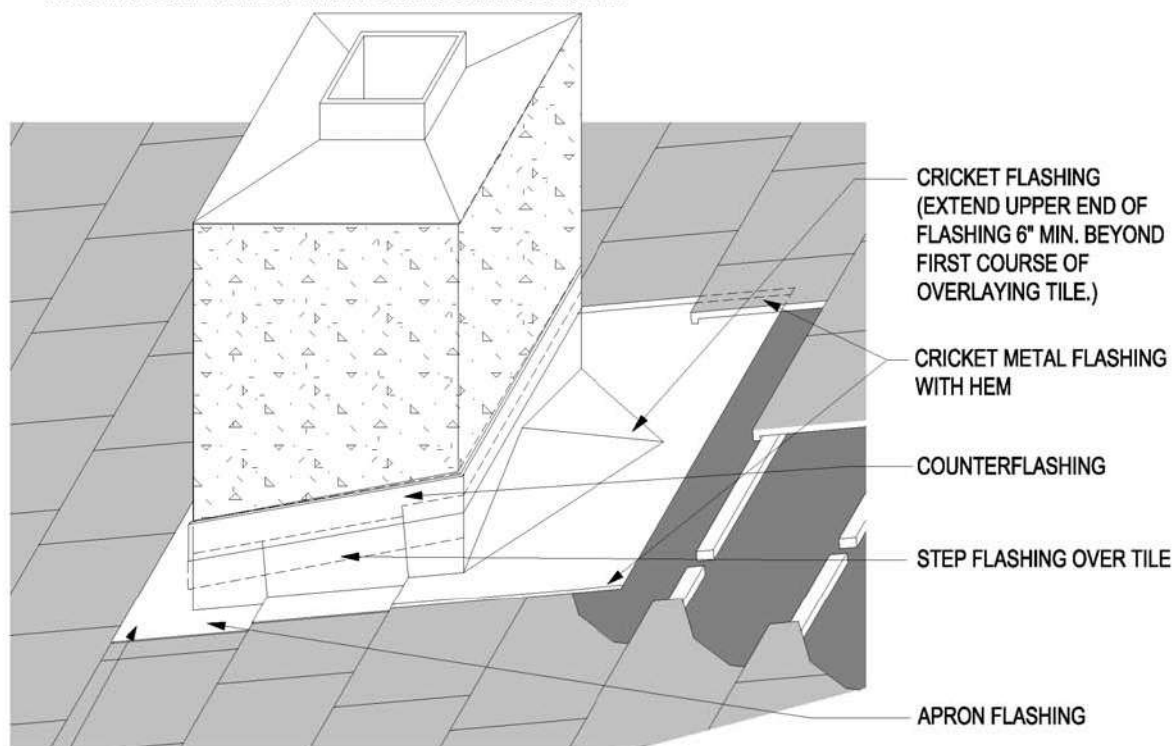 CRICKET FLASHING
(EXTEND UPPER END OF
FLASHING 6" MIN. BEYOND
FIRST COURSE OF
OVERLAYING TILE.)
CRICKET METAL FLASHING
WITH HEM
COUNTERFLASHING
STEP FLASHING OVER TILE
APRON FLASHING